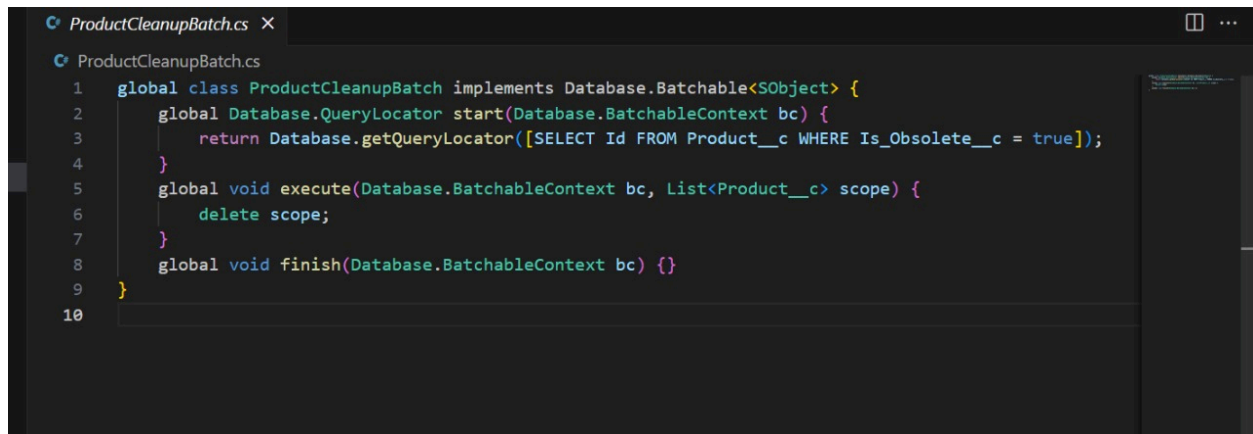 ProductCleanupBatch.cs
ProductCleanupBatch.cs
1 global class ProductCleanupBatch implements Database.Batchable<SObject> {
2     global Database.QueryLocator start(Database.BatchableContext bc) {
3         return Database.getQueryLocator([SELECT Id FROM Product__c WHERE Is_Obsolete__c = true]);
4     }
5     global void execute(Database.BatchableContext bc, List<Product__c> scope) {
6         delete scope;
7     }
8     global void finish(Database.BatchableContext bc) {}
9 }
10